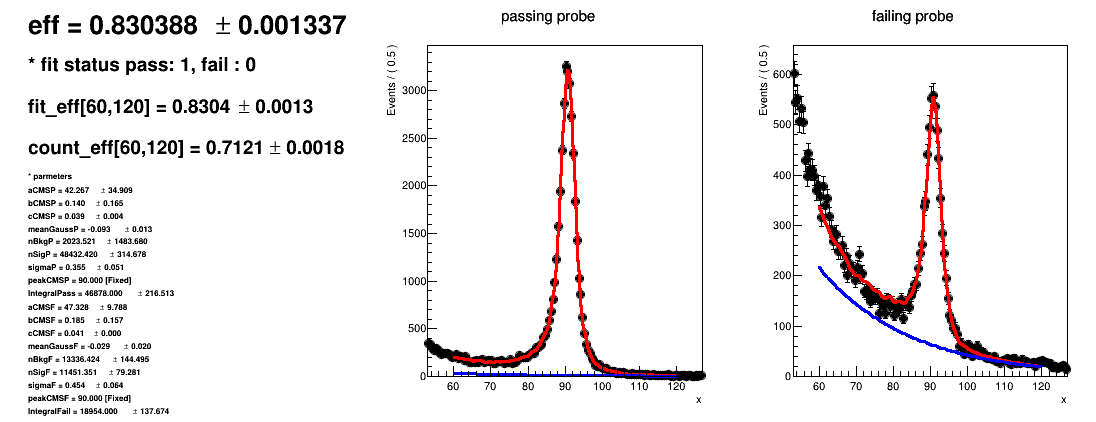 eff = 0.830388 ± 0.001337
* fit status pass: 1, fail : 0
fit_eff[60,120] = 0.8304 ± 0.0013
count_eff[60,120] = 0.7121 ± 0.0018
* parmeters
aCMSP = 42.267 ± 34.909
bCMSP = 0.140 ± 0.165
cCMSP = 0.039 ± 0.004
meanGaussP = -0.093 ± 0.013
nBkgP = 2023.521 ± 1483.680
nSigP = 48432.420 ± 314.678
sigmaP = 0.355 ± 0.051
peakCMSP = 90.000 [Fixed]
IntegralPass = 46878.000 ± 216.513
aCMSF = 47.328 ± 9.788
bCMSF = 0.185 ± 0.157
cCMSF = 0.041 ± 0.000
meanGaussF = -0.029 ± 0.020
nBkgF = 13336.424 ± 144.495
nSigF = 11451.351 ± 79.281
sigmaF = 0.454 ± 0.064
peakCMSF = 90.000 [Fixed]
IntegralFail = 18954.000 ± 137.674
passing probe
Events / ( 0.5 )
3000
2500
2000
1500
1000
500
0
60 70 80 90 100 110 120
x
failing probe
Events / ( 0.5 )
600
500
400
300
200
100
0
60 70 80 90 100 110 120
x